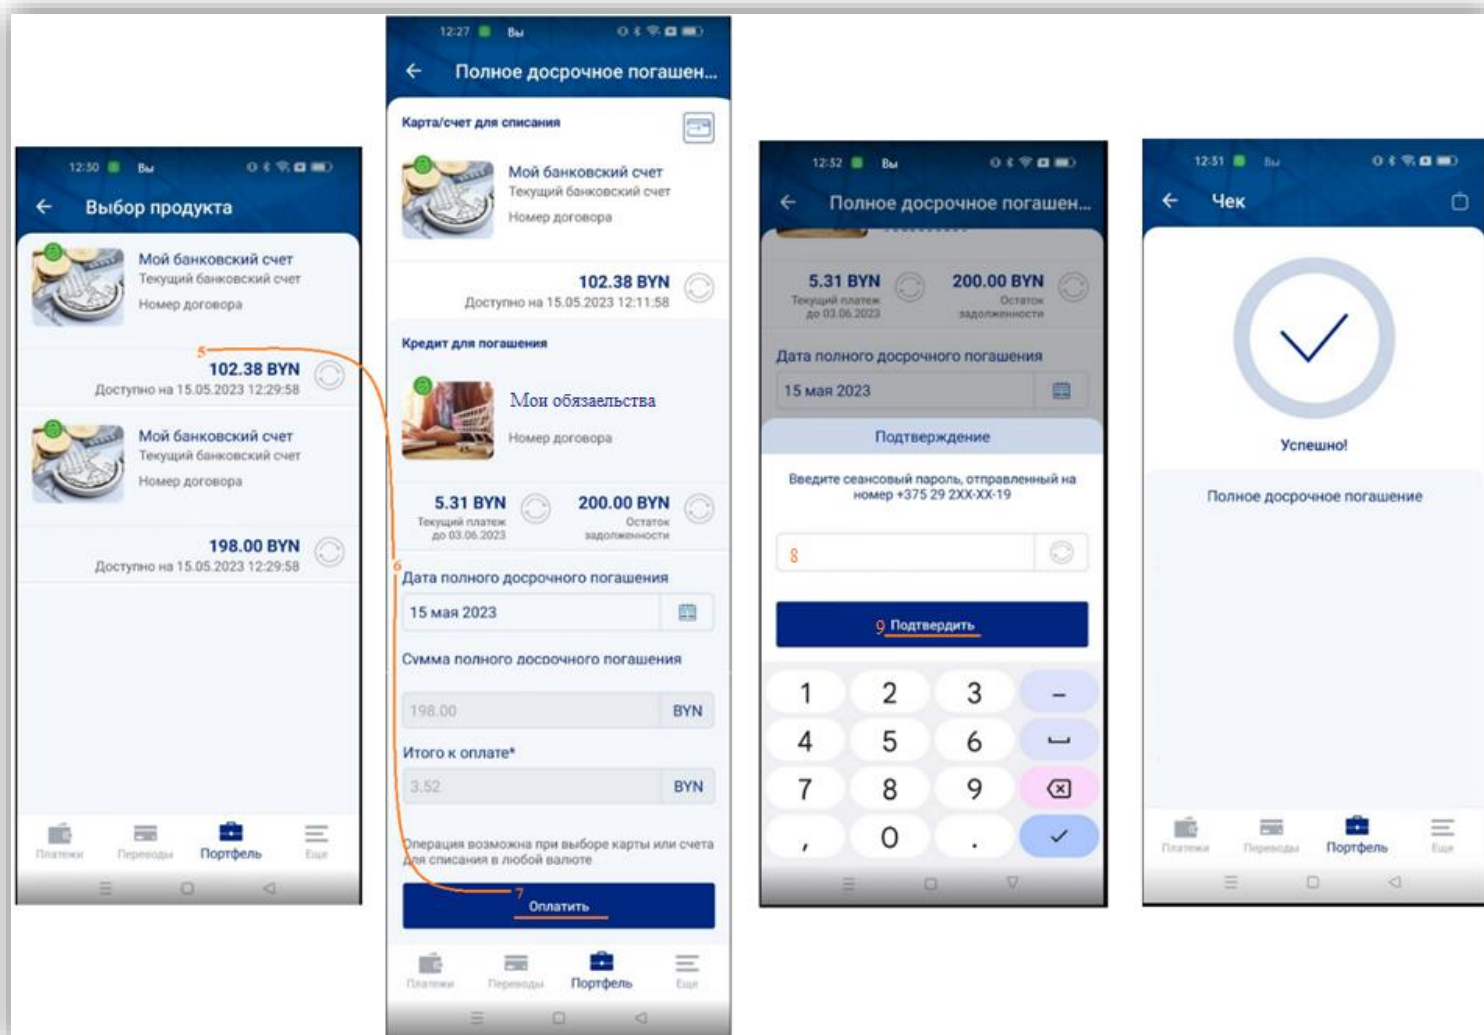 12:30 Вы
Выбор продукта
Мой банковский счет
Текущий банковский счет
Номер договора
5
102.38 BYN
Доступно на 15.05.2023 12:29:58
Мой банковский счет
Текущий банковский счет
Номер договора
198.00 BYN
Доступно на 15.05.2023 12:29:58
Платежи Переводы Портфель Еще
12:27 Вы
Полное досрочное погашен...
Карта/счет для списания
Мой банковский счет
Текущий банковский счет
Номер договора
102.38 BYN
Доступно на 15.05.2023 12:11:58
Кредит для погашения
Мои обязаельства
Номер договора
5.31 BYN 200.00 BYN
Текущий платеж Остаток
до 03.06.2023 задолженности
6
Дата полного досрочного погашения
15 мая 2023
Сумма полного досрочного погашения
198.00 BYN
Итого к оплате*
3.52 BYN
Операция возможна при выборе карты или счета
для списания в любой валюте
7
Оплатить
Платежи Переводы Портфель Еще
12:52 Вы
Полное досрочное погашен...
5.31 BYN 200.00 BYN
Текущий платеж Остаток
до 03.06.2023 задолженности
Дата полного досрочного погашения
15 мая 2023
Подтверждение
Введите сеансовый пароль, отправленный на
номер +375 29 2XX-XX-19
8
9 Подтвердить
1 2 3 -
4 5 6
7 8 9
, 0 .
12:51 Вы
Чек
Успешно!
Полное досрочное погашение
Платежи Переводы Портфель Еще